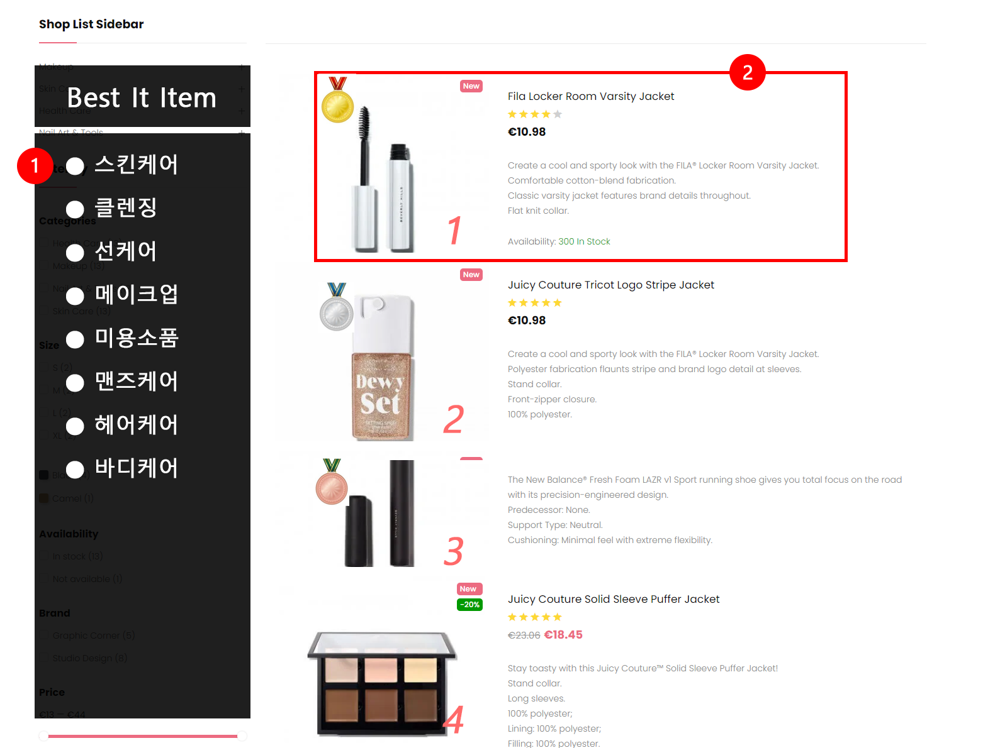 Shop List Sidebar
Makeup
Skin Ca
Health Care
Nail Art & Tools
Best It Item
1
스킨케어
클렌징
선케어
메이크업
미용소품
맨즈케어
헤어케어
바디케어
Categories
Makeup (13)
Skin Care (13)
Size
S (2)
L (2)
XL (2)
Camel (1)
Availability
In stock (13)
Not available (1)
Brand
Graphic Corner (5)
Studio Design (8)
Price
€13 – €44
2
New
BEVERLY HILLS
1
Fila Locker Room Varsity Jacket
€10.98
Create a cool and sporty look with the FILA® Locker Room Varsity Jacket.
Comfortable cotton-blend fabrication.
Classic varsity jacket features brand details throughout.
Flat knit collar.
Availability: 300 In Stock
New
Dewy
Set
SETTING SPRAY
2
Juicy Couture Tricot Logo Stripe Jacket
€10.98
Create a cool and sporty look with the FILA® Locker Room Varsity Jacket.
Polyester fabrication flaunts stripe and brand logo detail at sleeves.
Stand collar.
Front-zipper closure.
100% polyester.
3
The New Balance® Fresh Foam LAZR v1 Sport running shoe gives you total focus on the road
with its precision-engineered design.
Predecessor: None.
Support Type: Neutral.
Cushioning: Minimal feel with extreme flexibility.
New
-20%
4
Juicy Couture Solid Sleeve Puffer Jacket
€23.06 €18.45
Stay toasty with this Juicy Couture™ Solid Sleeve Puffer Jacket!
Stand collar.
Long sleeves.
100% polyester;
Lining: 100% polyester;
Filling: 100% polyester.